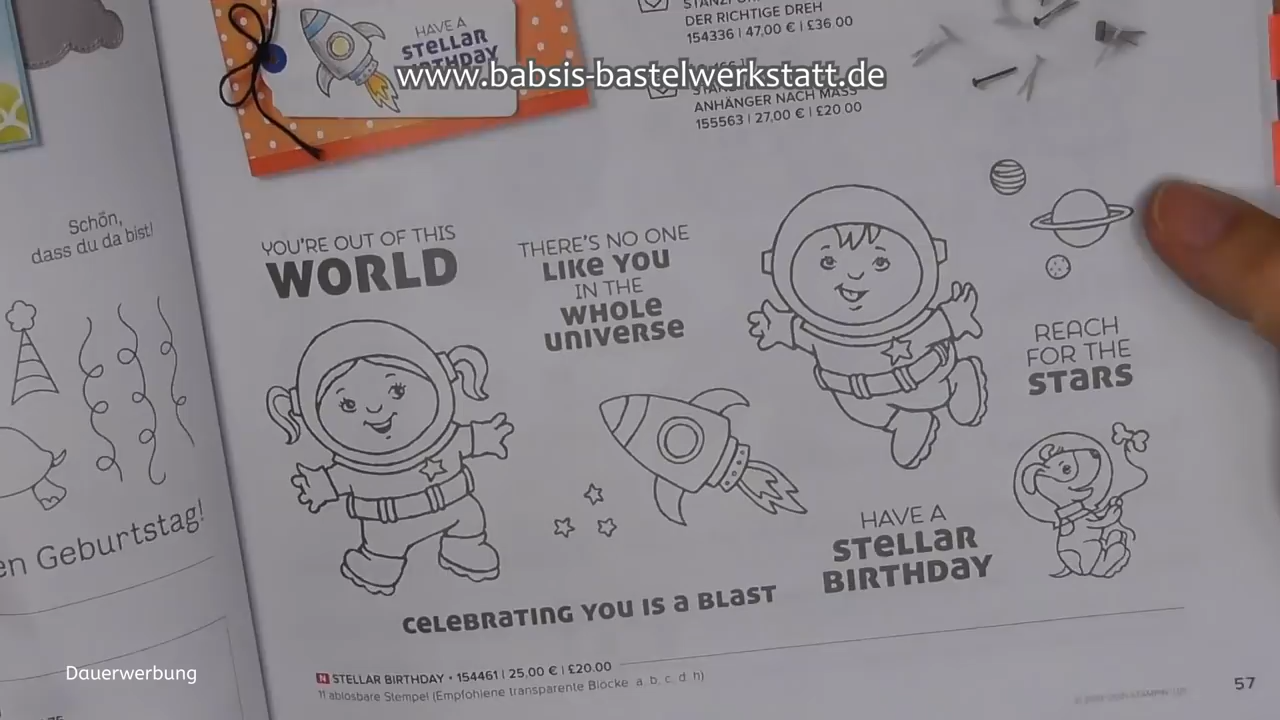 HAVE A
STELLAR
BIRTHDAY
DER RICHTIGE DREH
154336 | 47,00 € | £36.00
www.babsis-bastelwerkstatt.de
ANHÄNGER NACH MASS
155563 | 27,00 € | £20.00
Schön,
dass du da bist!
en Geburtstag!
YOU'RE OUT OF THIS
WORLD
THERE'S NO ONE
LIKE YOU
IN THE
WHOLE
UNIVERSE
REACH
FOR THE
STARS
HAVE A
STELLAR
BIRTHDAY
CELEBRATING YOU IS A BLAST
N STELLAR BIRTHDAY • 154461 | 25,00 € | £20.00
11 ablösbare Stempel (Empfohlene transparente Blöcke: a, b, c, d, h)
Dauerwerbung
57